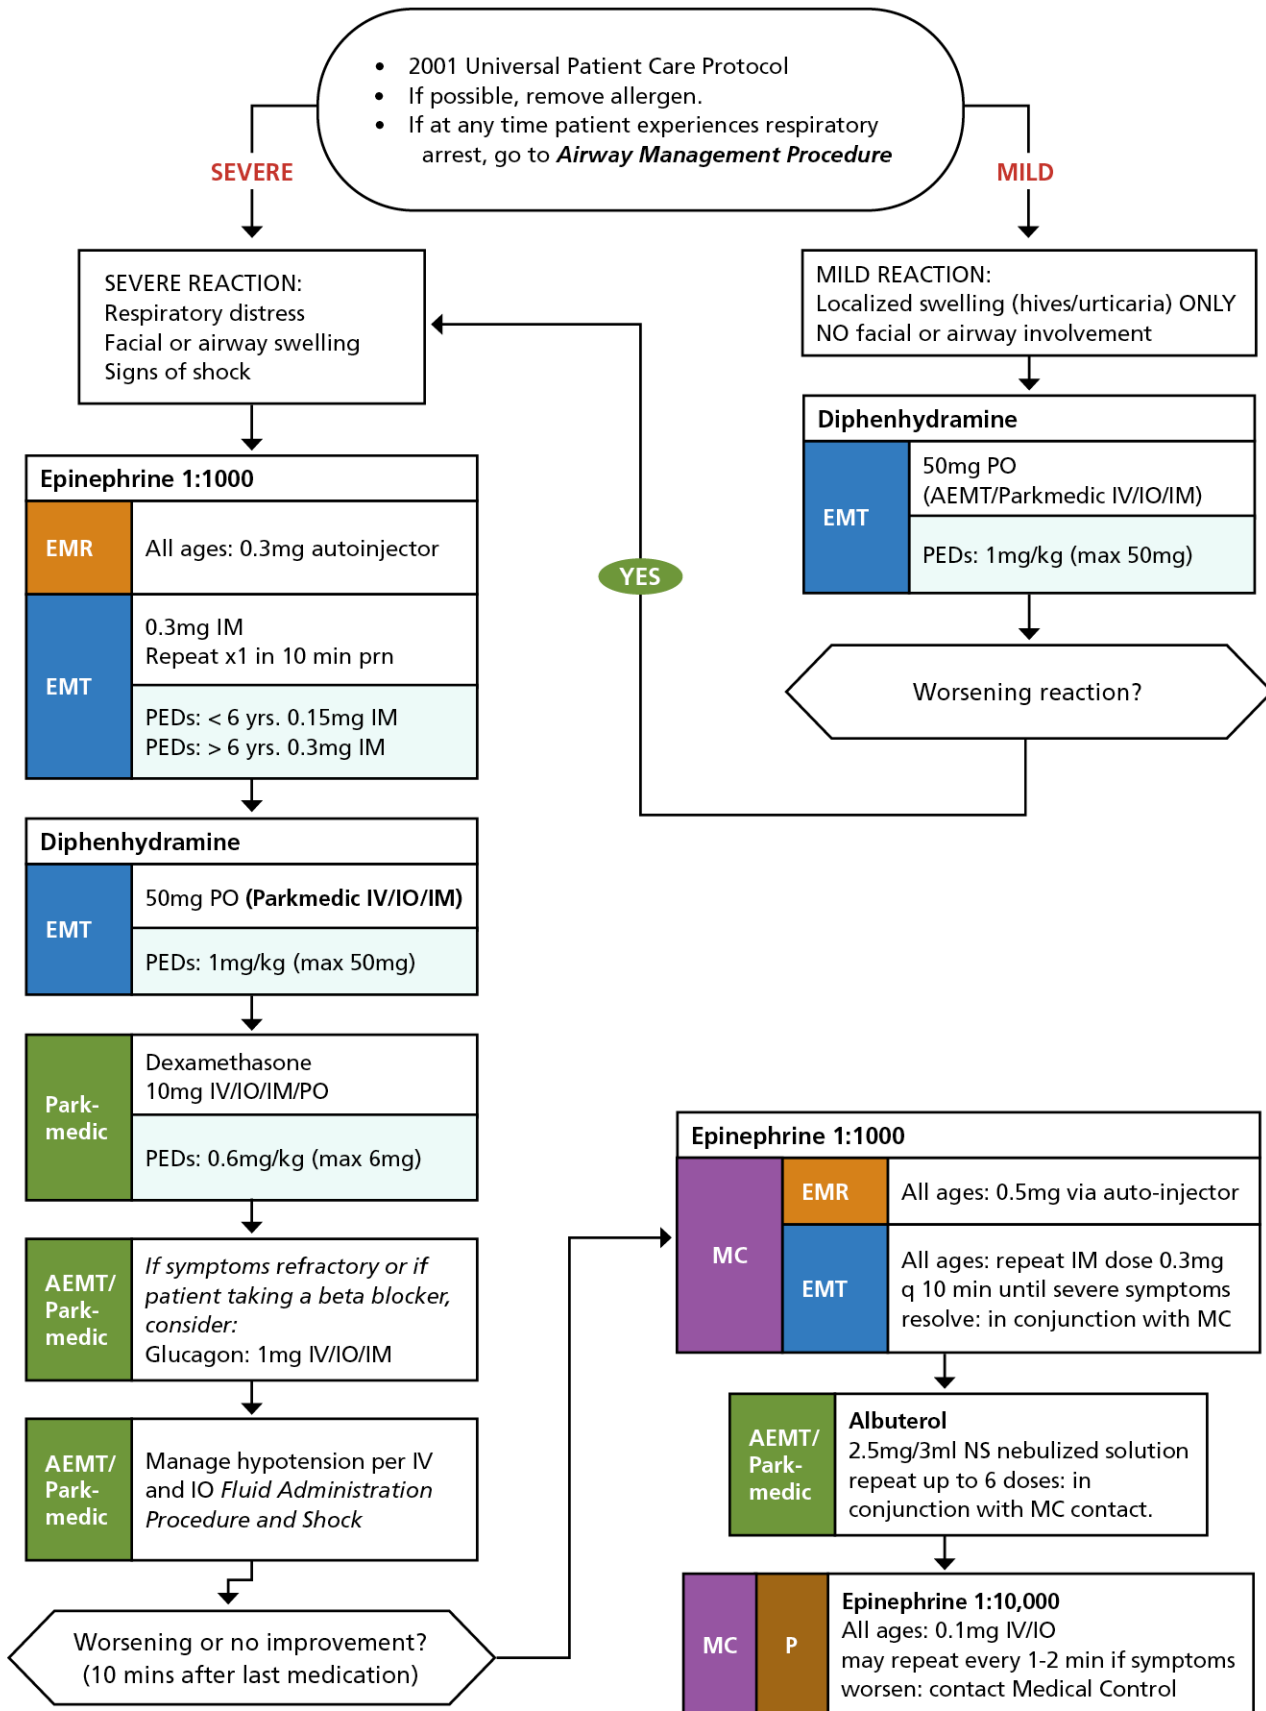 • 2001 Universal Patient Care Protocol
• If possible, remove allergen.
• If at any time patient experiences respiratory
arrest, go to Airway Management Procedure
SEVERE
MILD
SEVERE REACTION:
Respiratory distress
Facial or airway swelling
Signs of shock
MILD REACTION:
Localized swelling (hives/urticaria) ONLY
NO facial or airway involvement
Diphenhydramine
EMT
50mg PO
(AEMT/Parkmedic IV/IO/IM)
PEDs: 1mg/kg (max 50mg)
Worsening reaction?
YES
Epinephrine 1:1000
EMR
All ages: 0.3mg autoinjector
EMT
0.3mg IM
Repeat x1 in 10 min prn
PEDs: < 6 yrs. 0.15mg IM
PEDs: > 6 yrs. 0.3mg IM
Diphenhydramine
EMT
50mg PO (Parkmedic IV/IO/IM)
PEDs: 1mg/kg (max 50mg)
Park-
medic
Dexamethasone
10mg IV/IO/IM/PO
PEDs: 0.6mg/kg (max 6mg)
AEMT/
Park-
medic
If symptoms refractory or if
patient taking a beta blocker,
consider:
Glucagon: 1mg IV/IO/IM
AEMT/
Park-
medic
Manage hypotension per IV
and IO Fluid Administration
Procedure and Shock
Worsening or no improvement?
(10 mins after last medication)
Epinephrine 1:1000
MC
EMR
All ages: 0.5mg via auto-injector
EMT
All ages: repeat IM dose 0.3mg
q 10 min until severe symptoms
resolve: in conjunction with MC
AEMT/
Park-
medic
Albuterol
2.5mg/3ml NS nebulized solution
repeat up to 6 doses: in
conjunction with MC contact.
MC
P
Epinephrine 1:10,000
All ages: 0.1mg IV/IO
may repeat every 1-2 min if symptoms
worsen: contact Medical Control